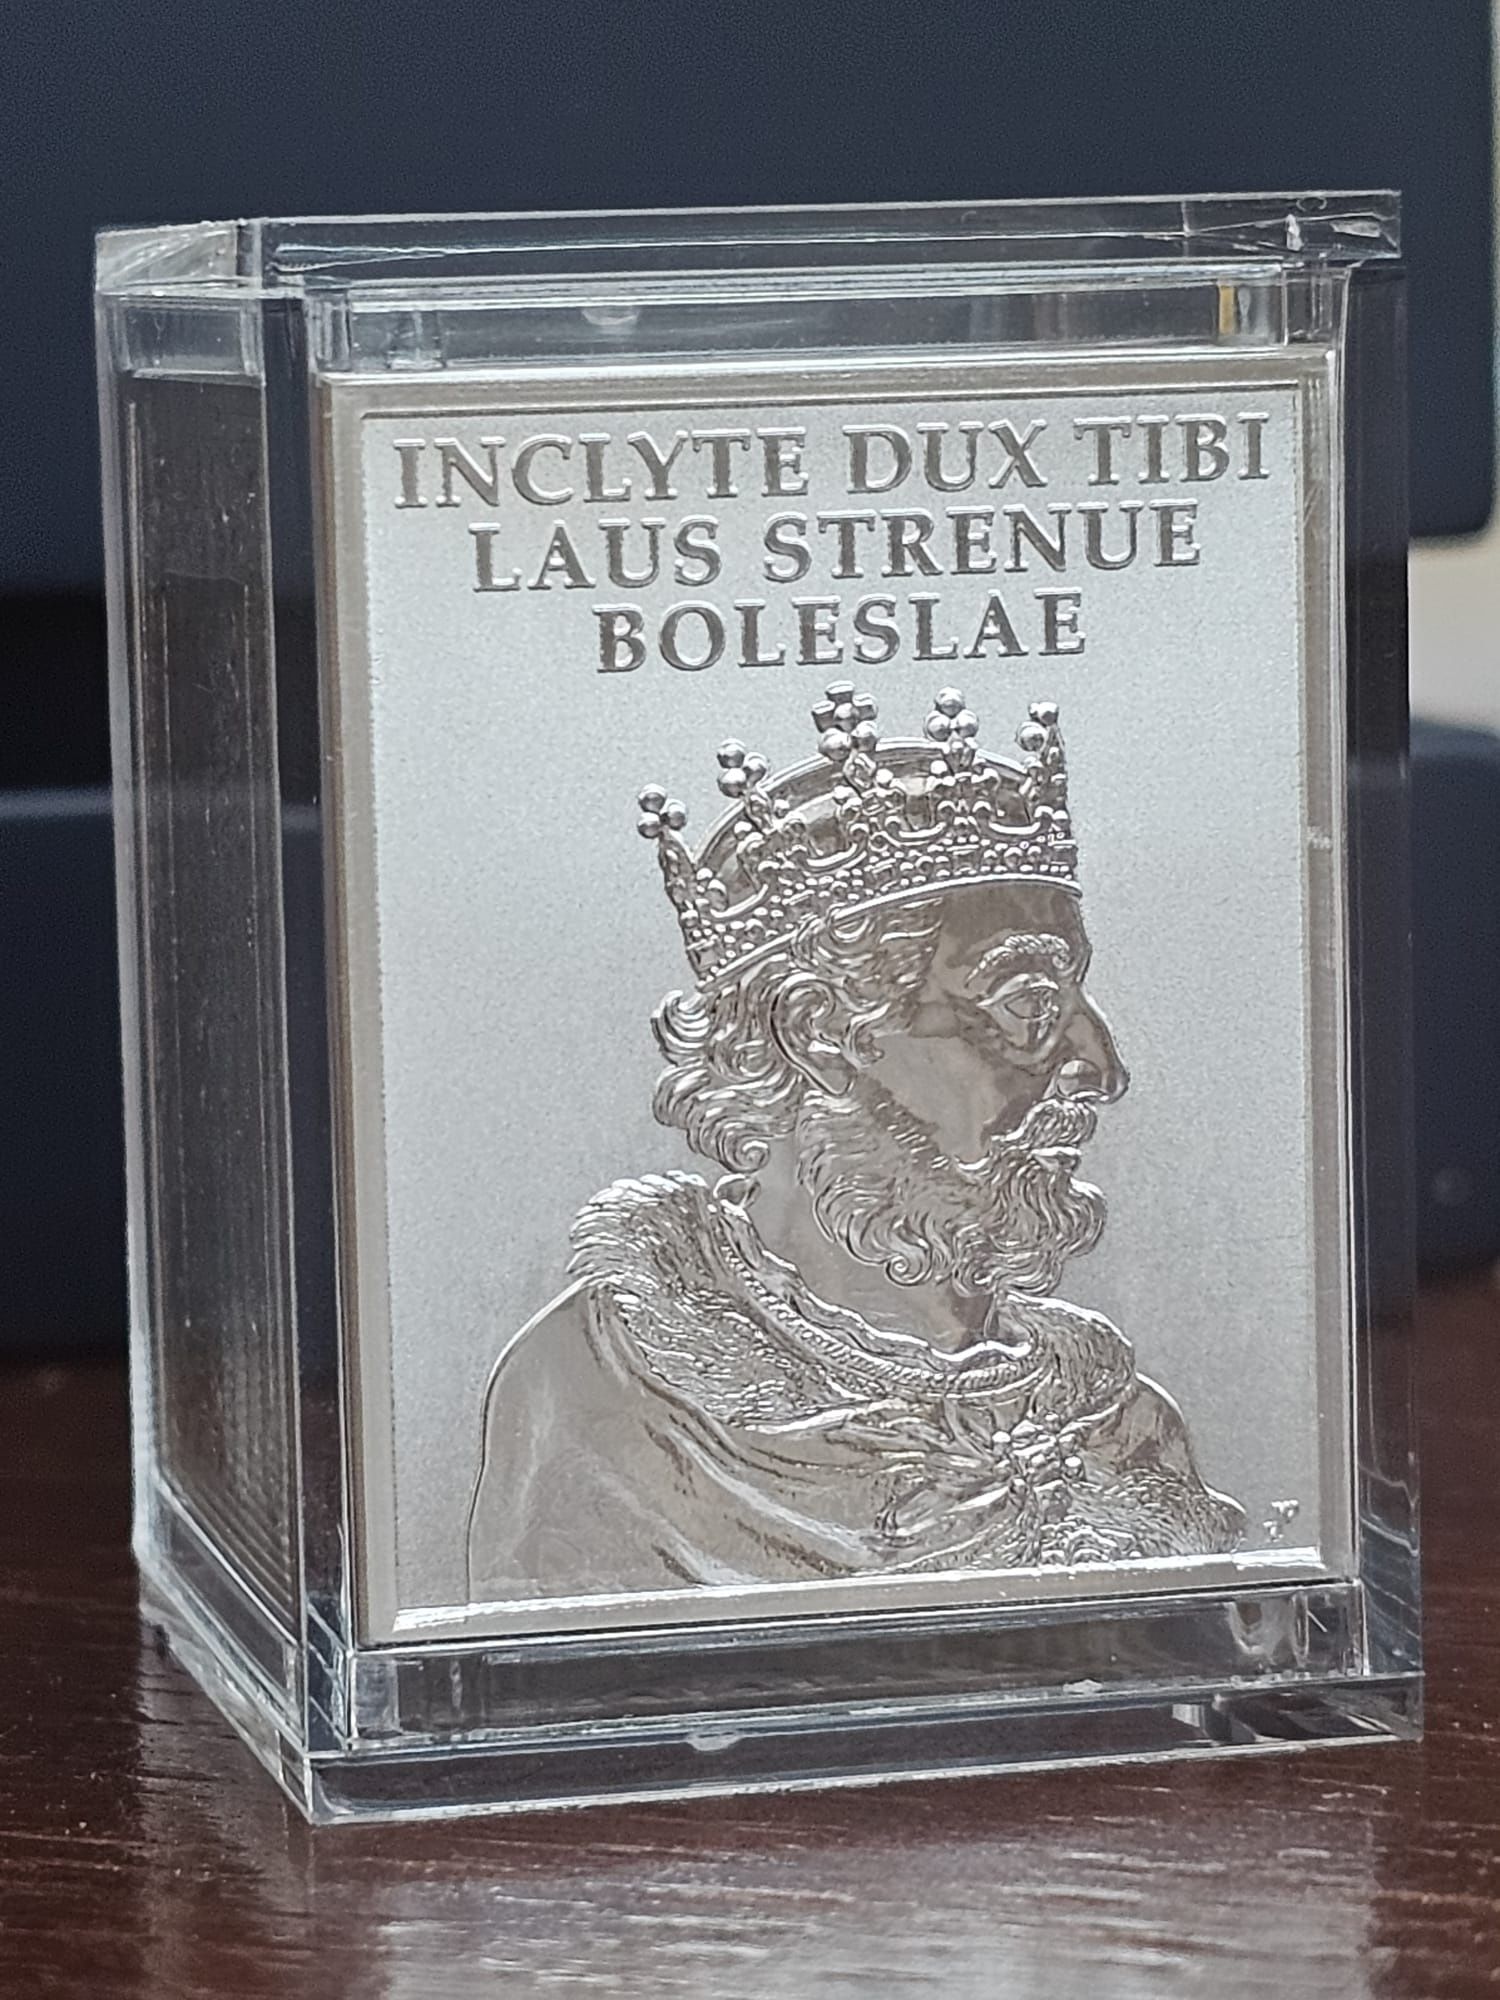 INCLYTE DUX TIBI
LAUS STRENUE
BOLESLAE